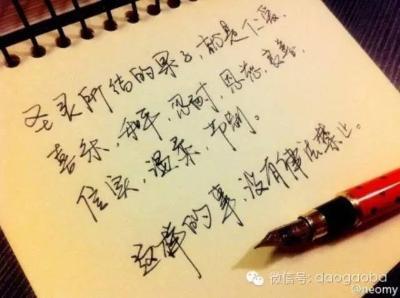 圣灵所结的果子，就是仁爱、
喜乐，和平，忍耐，恩慈，良善，
信实，温柔，节制。
这样的事，没有律法禁止。
微信号：daogaoba
@neomy